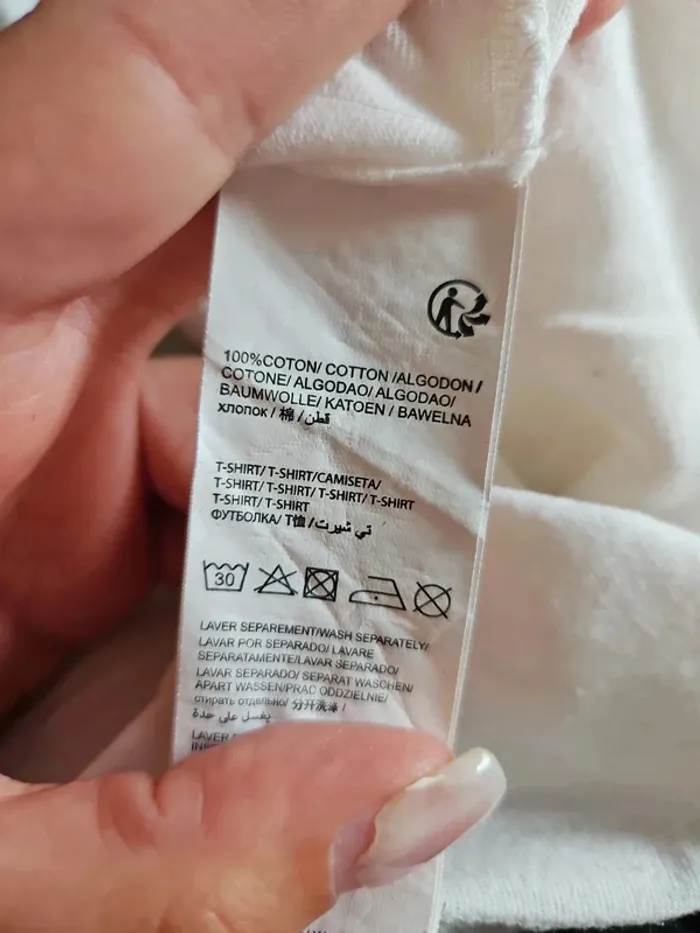 100%COTON/ COTTON /ALGODON/
COTONE/ ALGODAO/ ALGODAO/
BAUMWOLLE/ KATOEN / BAWELNA
хлопок / 棉 / قطن
T-SHIRT/ T-SHIRT/CAMISETA/
T-SHIRT/ T-SHIRT/ T-SHIRT/ T-SHIRT
T-SHIRT/ T-SHIRT
ФУТБОЛКА/ T恤 /تي شيرت
30
LAVER SEPAREMENT/WASH SEPARATELY/
LAVAR POR SEPARADO/ LAVARE
SEPARATAMENTE/LAVAR SEPARADO/
LAVAR SEPARADO/ SEPARAT WASCHEN/
APART WASSEN/PRAC ODDZIELNIE/
стирать отдельно/ 分开洗涤 /
يغسل على حدة
LAVER